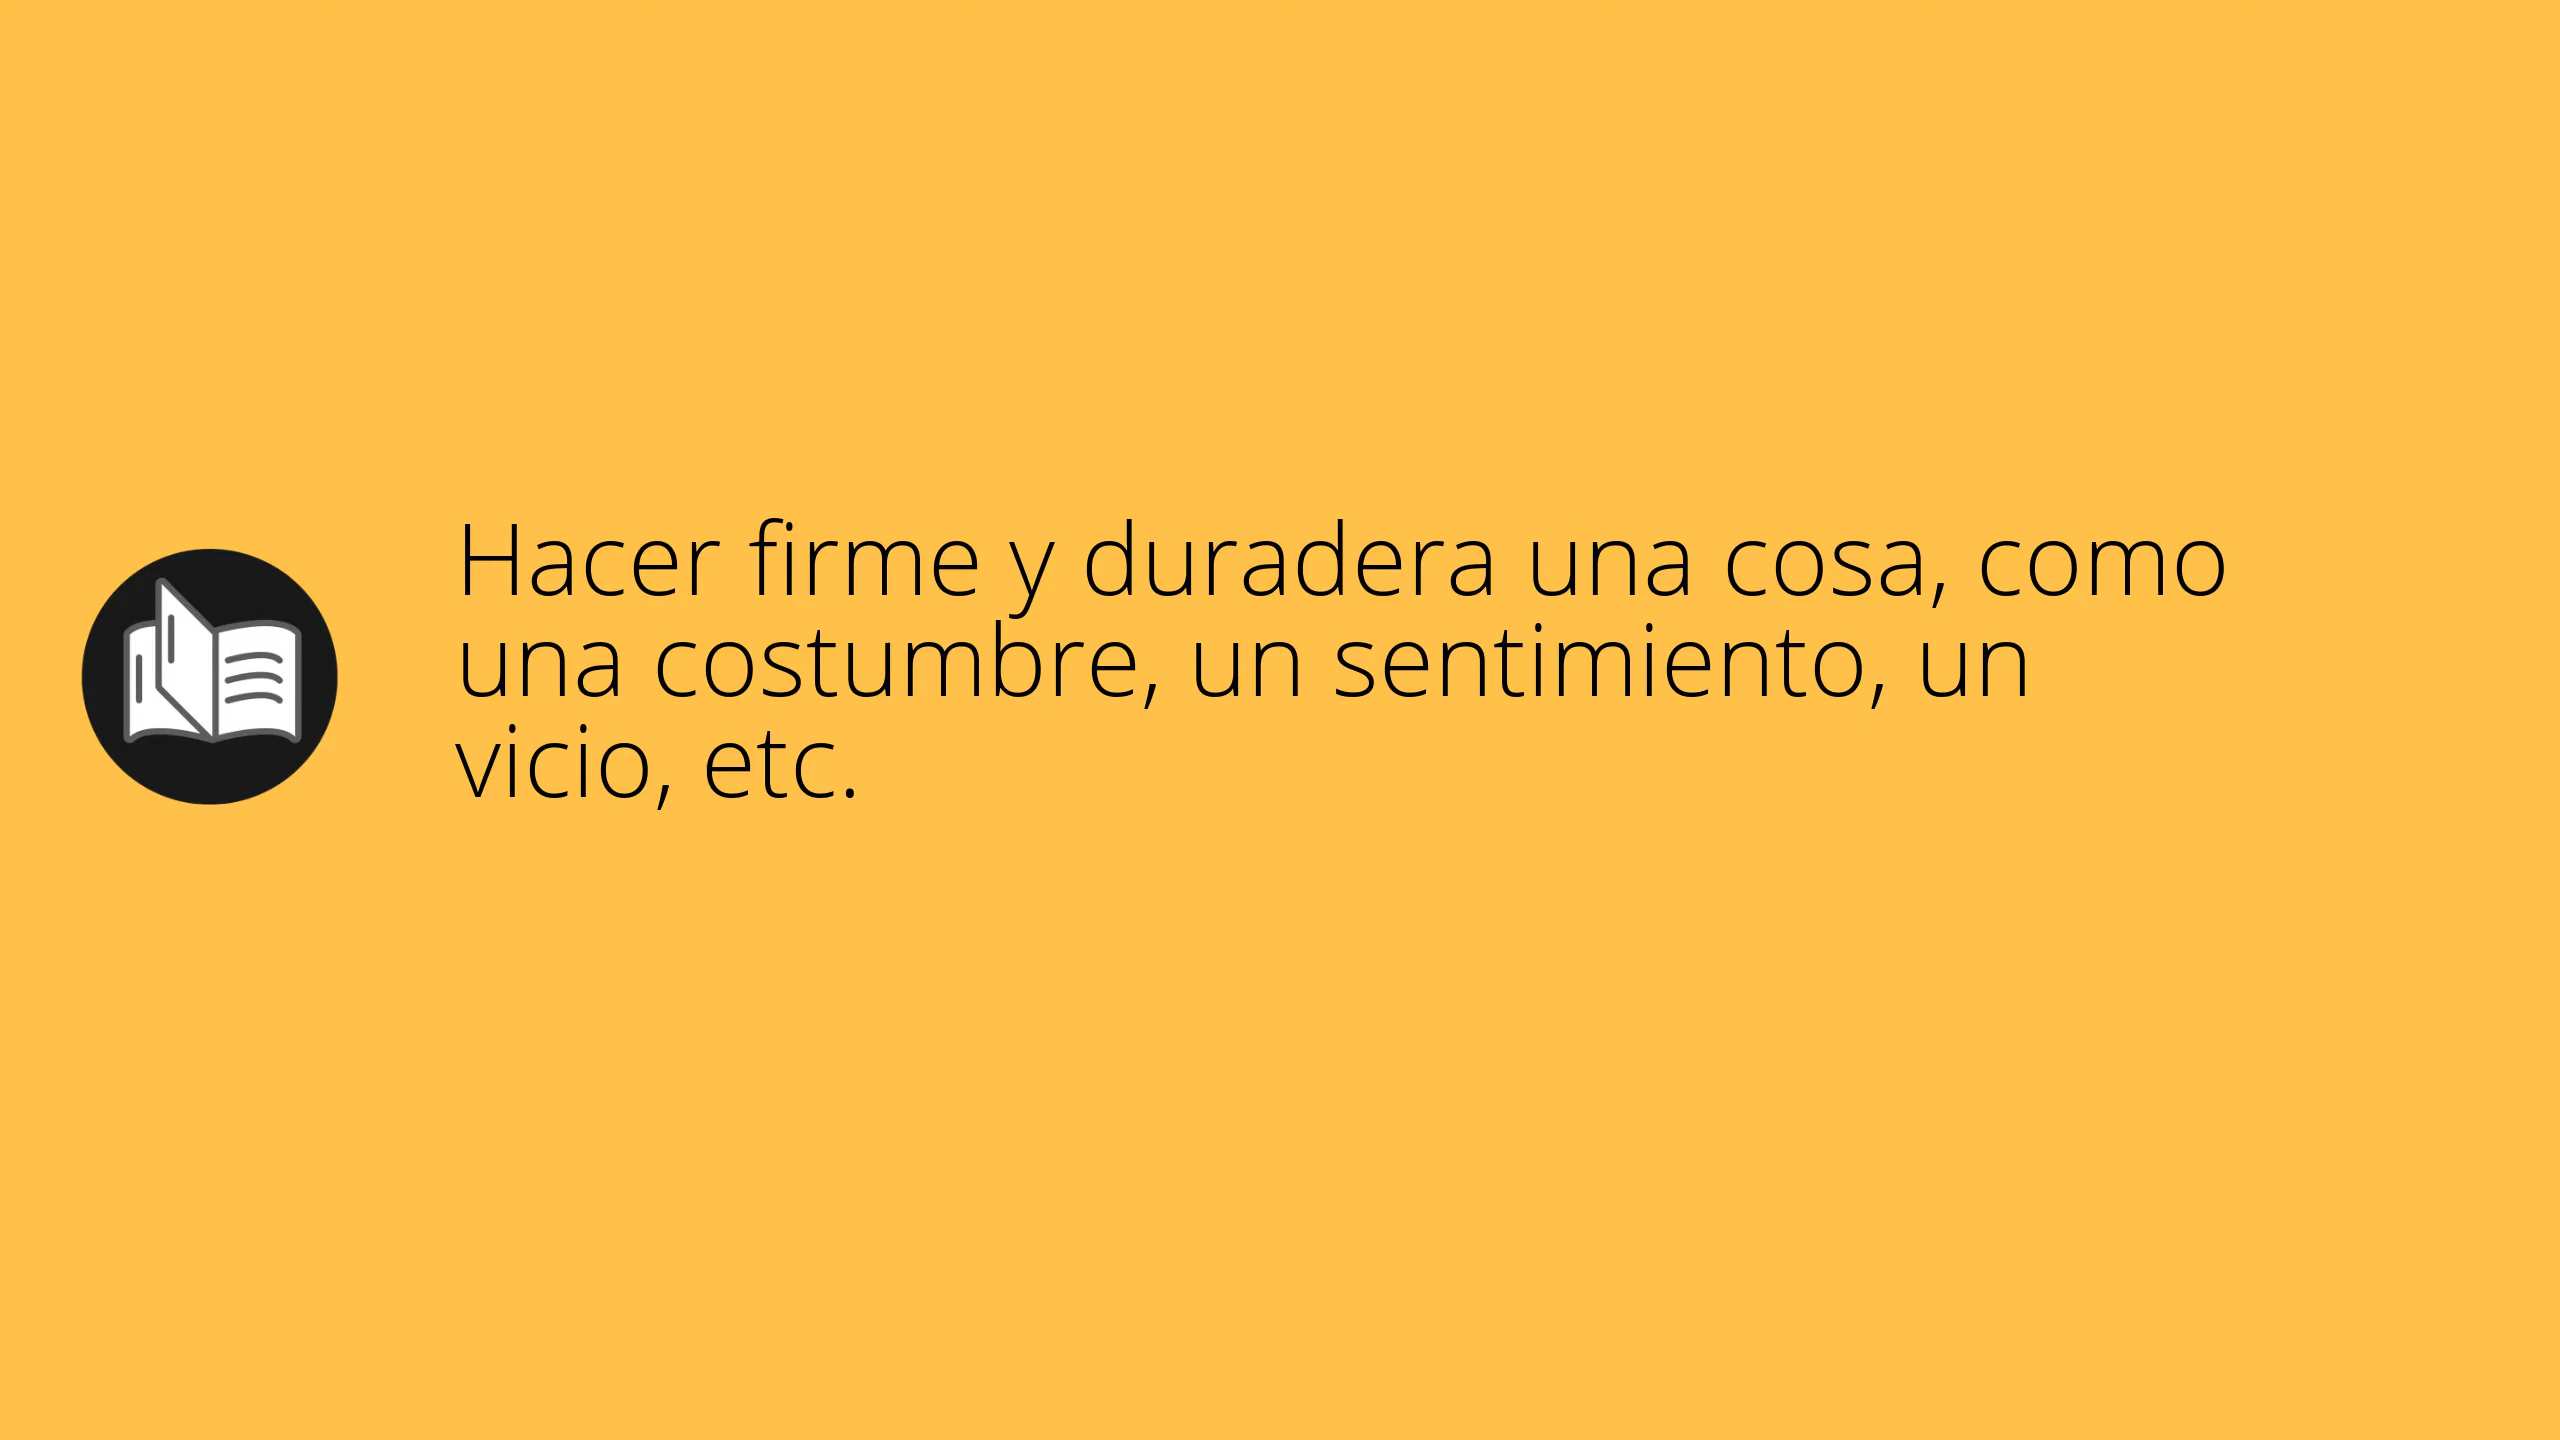 Hacer firme y duradera una cosa, como
una costumbre, un sentimiento, un
vicio, etc.